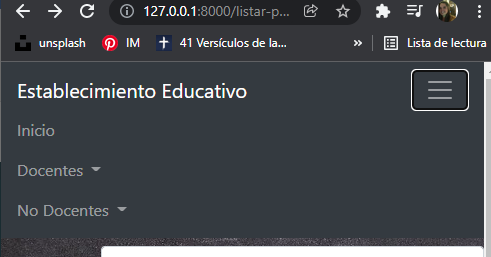 127.0.0.1:8000/listar-p...
unsplash
IM
41 Versículos de la...
»
Lista de lectura
Establecimiento Educativo
Inicio
Docentes
No Docentes